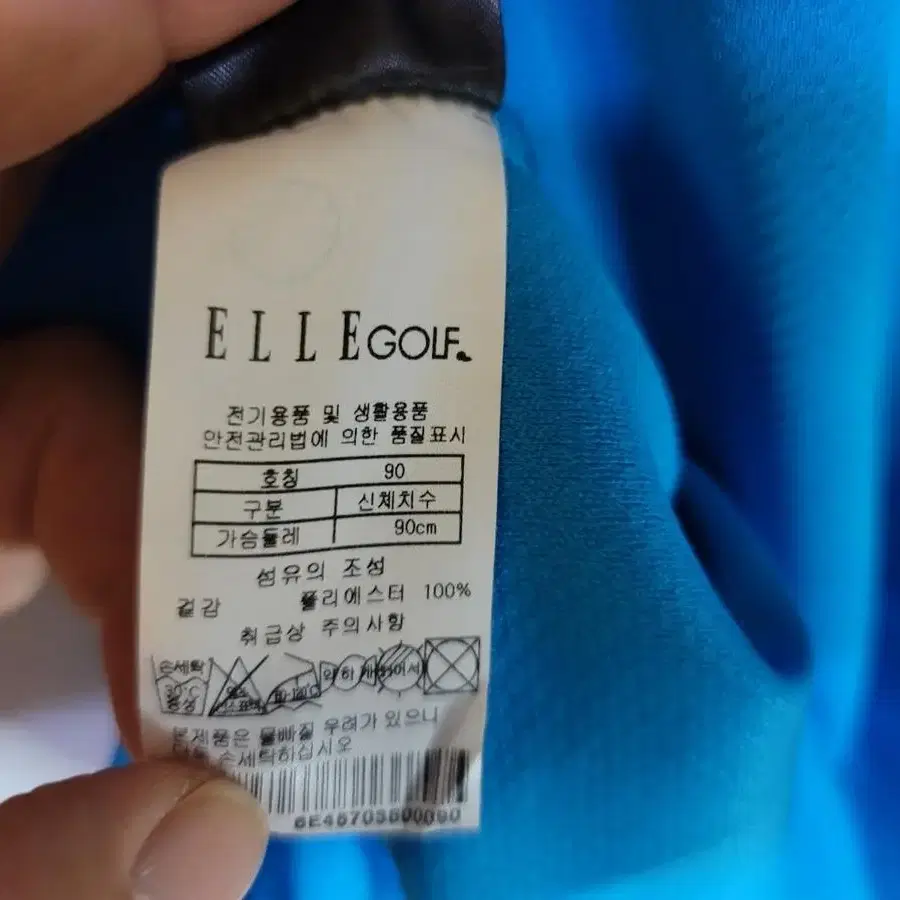 ELLE GOLF
전기용품 및 생활용품
안전관리법에 의한 품질표시
호칭 90
구분 신체치수
가슴둘레 90cm
섬유의 조성
겉감 폴리에스터 100%
취급상 주의사항
손세탁
30℃
중성
본제품은 물빠질 우려가 있으니
손세탁하십시오